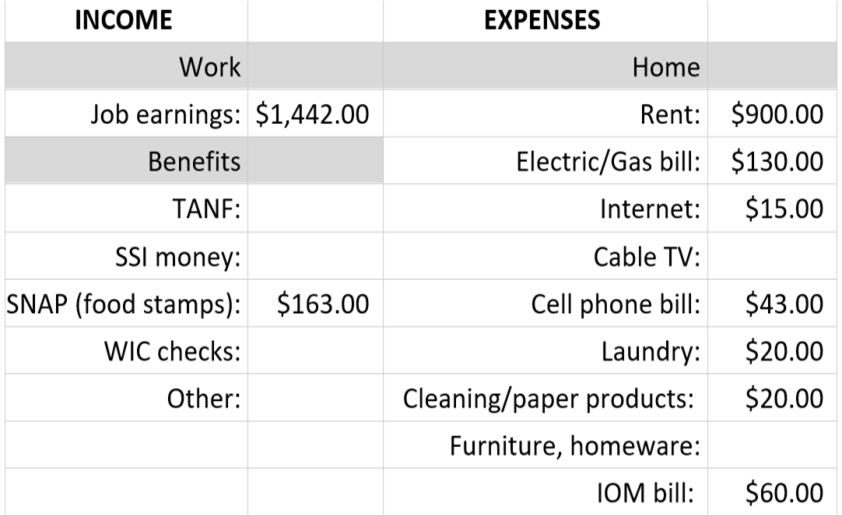 INCOME EXPENSES
Work Home
Job earnings: $1,442.00 Rent: $900.00
Benefits Electric/Gas bill: $130.00
TANF: Internet: $15.00
SSI money: Cable TV:
SNAP (food stamps): $163.00 Cell phone bill: $43.00
WIC checks: Laundry: $20.00
Other: Cleaning/paper products: $20.00
Furniture, homeware:
IOM bill: $60.00